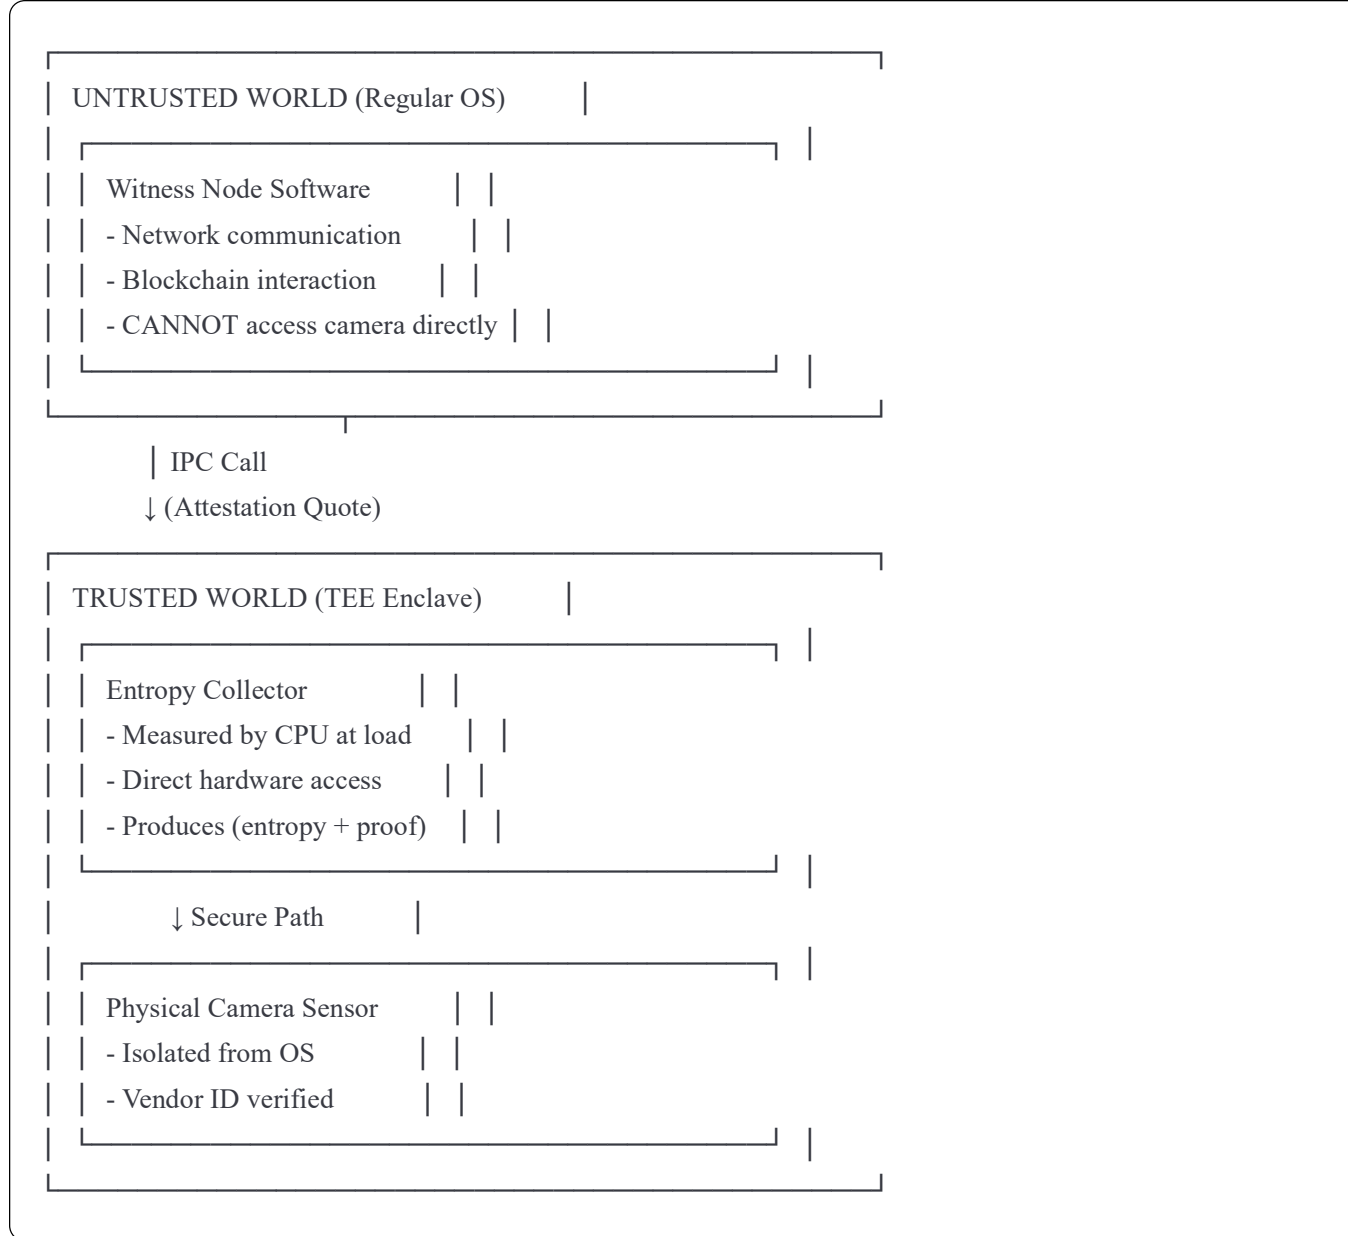 UNTRUSTED WORLD (Regular OS)
Witness Node Software
- Network communication
- Blockchain interaction
- CANNOT access camera directly
IPC Call
↓ (Attestation Quote)
TRUSTED WORLD (TEE Enclave)
Entropy Collector
- Measured by CPU at load
- Direct hardware access
- Produces (entropy + proof)
↓ Secure Path
Physical Camera Sensor
- Isolated from OS
- Vendor ID verified